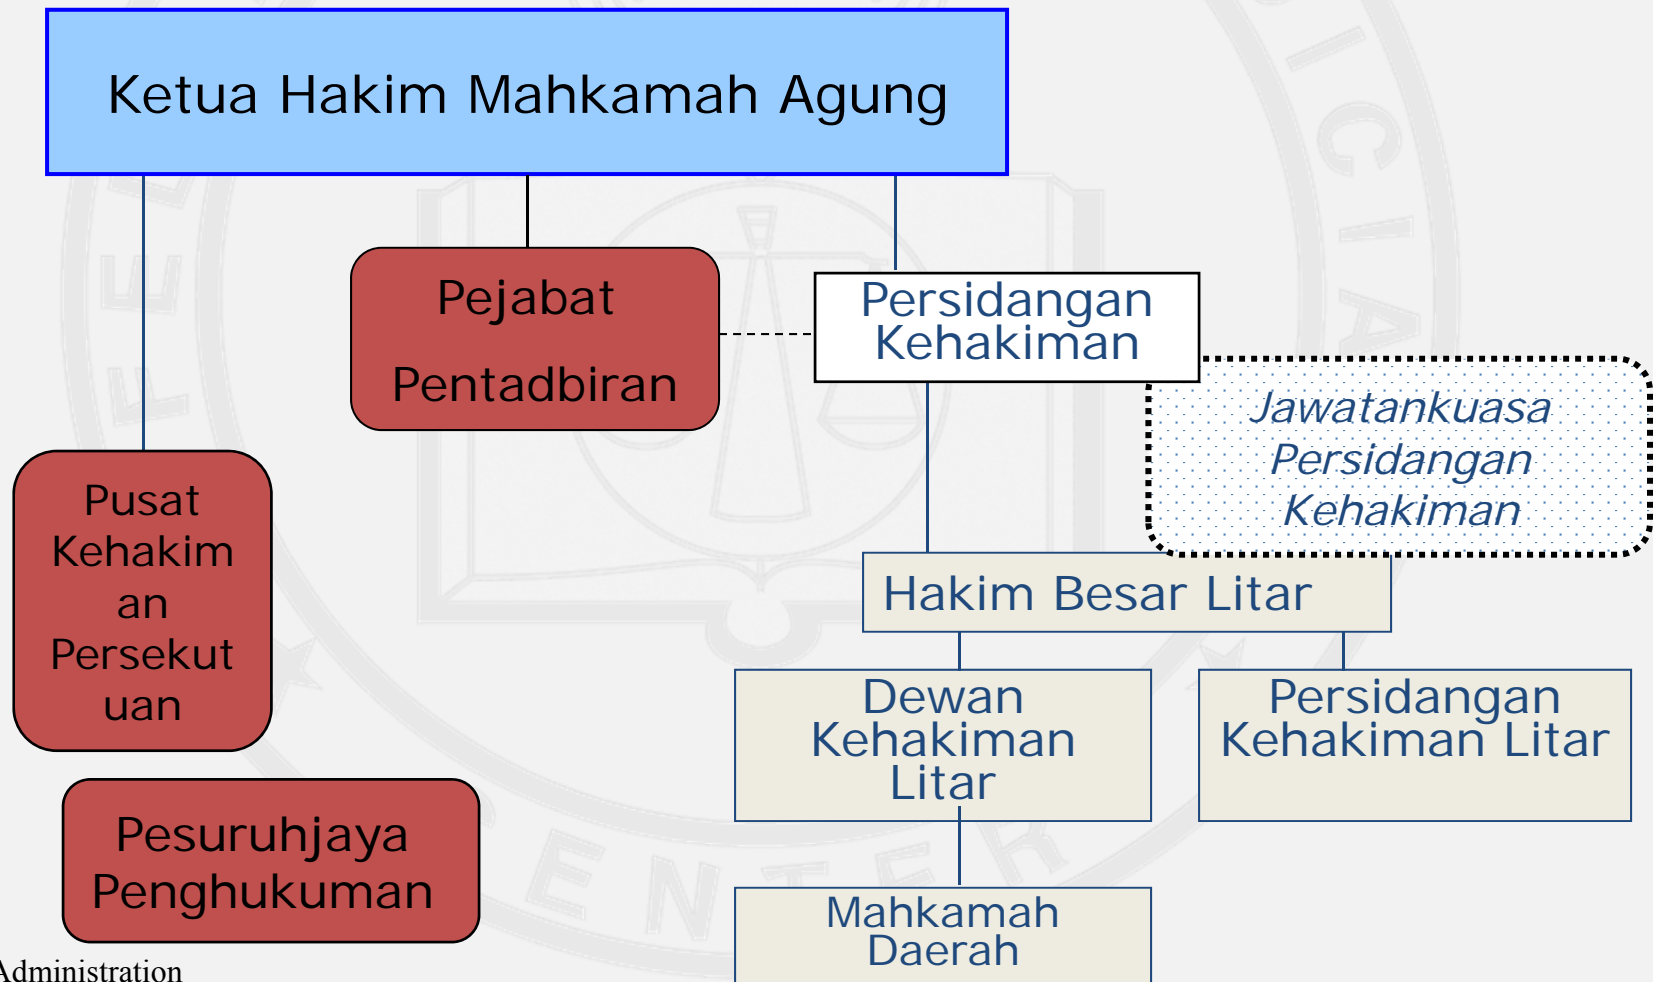 Ketua Hakim Mahkamah Agung
Pejabat
Pentadbiran
Persidangan
Kehakiman
Jawatankuasa
Persidangan
Kehakiman
Pusat
Kehakim
an
Persekut
uan
Hakim Besar Litar
Dewan
Kehakiman
Litar
Persidangan
Kehakiman Litar
Pesuruhjaya
Penghukuman
Mahkamah
Daerah
Administration